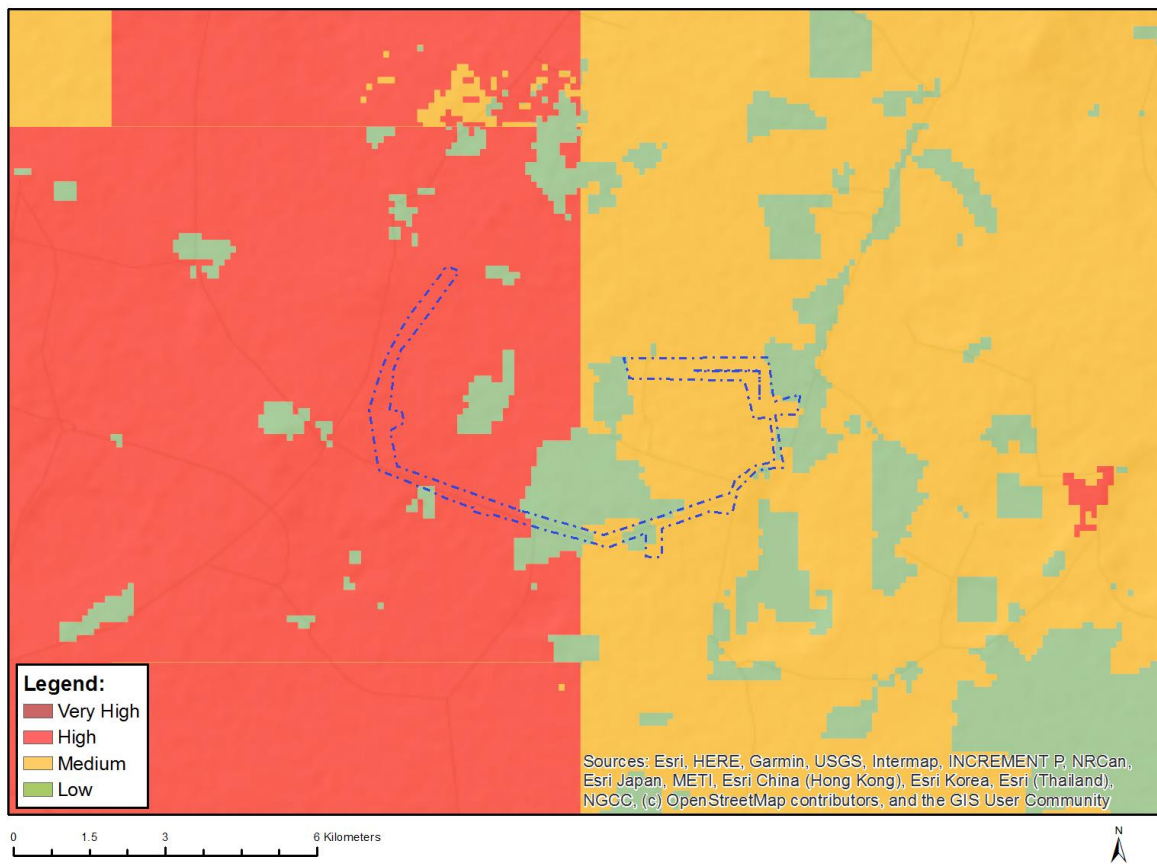 Legend:
Very High
High
Medium
Low
Sources: Esri, HERE, Garmin, USGS, Intermap, INCREMENT P, NRCan,
Esri Japan, METI, Esri China (Hong Kong), Esri Korea, Esri (Thailand),
NGCC, (c) OpenStreetMap contributors, and the GIS User Community
0 1.5 3 6 Kilometers
N